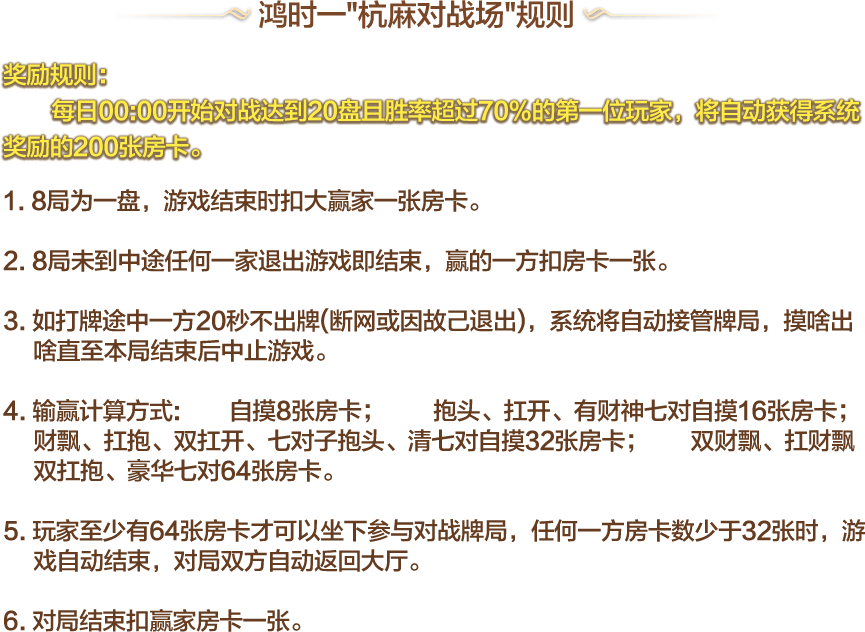 鸿时一"杭麻对战场"规则
奖励规则：
每日00:00开始对战达到20盘且胜率超过70%的第一位玩家，将自动获得系统
奖励的200张房卡。
1. 8局为一盘，游戏结束时扣大赢家一张房卡。
2. 8局未到中途任何一家退出游戏即结束，赢的一方扣房卡一张。
3. 如打牌途中一方20秒不出牌(断网或因故己退出)，系统将自动接管牌局，摸啥出
啥直至本局结束后中止游戏。
4. 输赢计算方式:　　自摸8张房卡；　　抱头、扛开、有财神七对自摸16张房卡；
财飘、扛抱、双扛开、七对子抱头、清七对自摸32张房卡；　　双财飘、扛财飘
双扛抱、豪华七对64张房卡。
5. 玩家至少有64张房卡才可以坐下参与对战牌局，任何一方房卡数少于32张时，游
戏自动结束，对局双方自动返回大厅。
6. 对局结束扣赢家房卡一张。